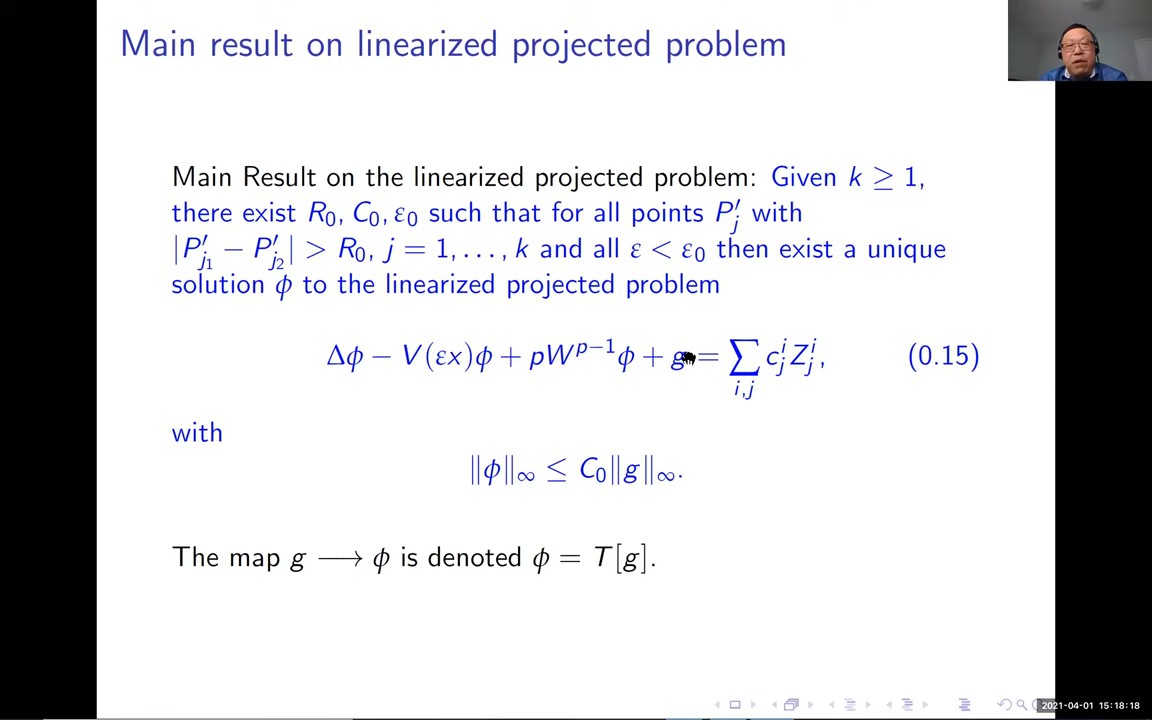 Main result on linearized projected problem
Main Result on the linearized projected problem: Given k ≥ 1,
there exist R₀, C₀, ε₀ such that for all points P′_j with
|P′_{j₁} − P′_{j₂}| > R₀, j = 1, . . . , k and all ε < ε₀ then exist a unique
solution ϕ to the linearized projected problem
Δϕ − V(εx)ϕ + pW^{p−1}ϕ + g = ∑_{i,j} c^i_j Z^i_j, (0.15)
with
‖ϕ‖_∞ ≤ C₀‖g‖_∞.
The map g ⟶ ϕ is denoted ϕ = T[g].
2021-04-01 15:18:18